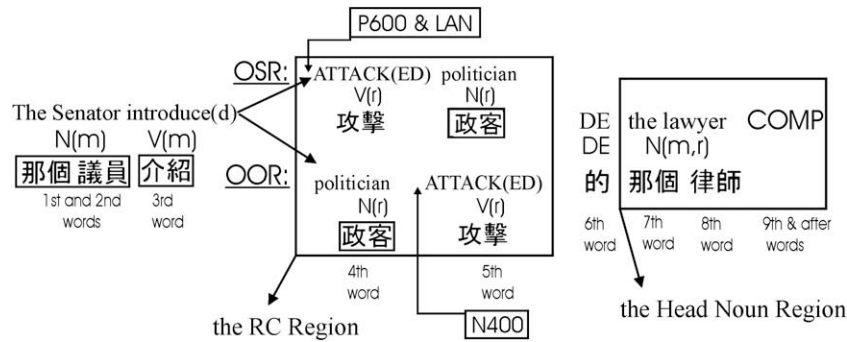 P600 & LAN
OSR: ATTACK(ED) politician
V(r) N(r)
攻擊 政客
The Senator introduce(d)
N(m) V(m)
那個 議員 介紹
1st and 2nd words 3rd word
OOR:
politician ATTACK(ED)
N(r) V(r)
政客 攻擊
4th word 5th word
the RC Region
N400
DE the lawyer COMP
DE N(m,r)
的 那個 律師
6th word 7th word 8th word 9th & after words
the Head Noun Region